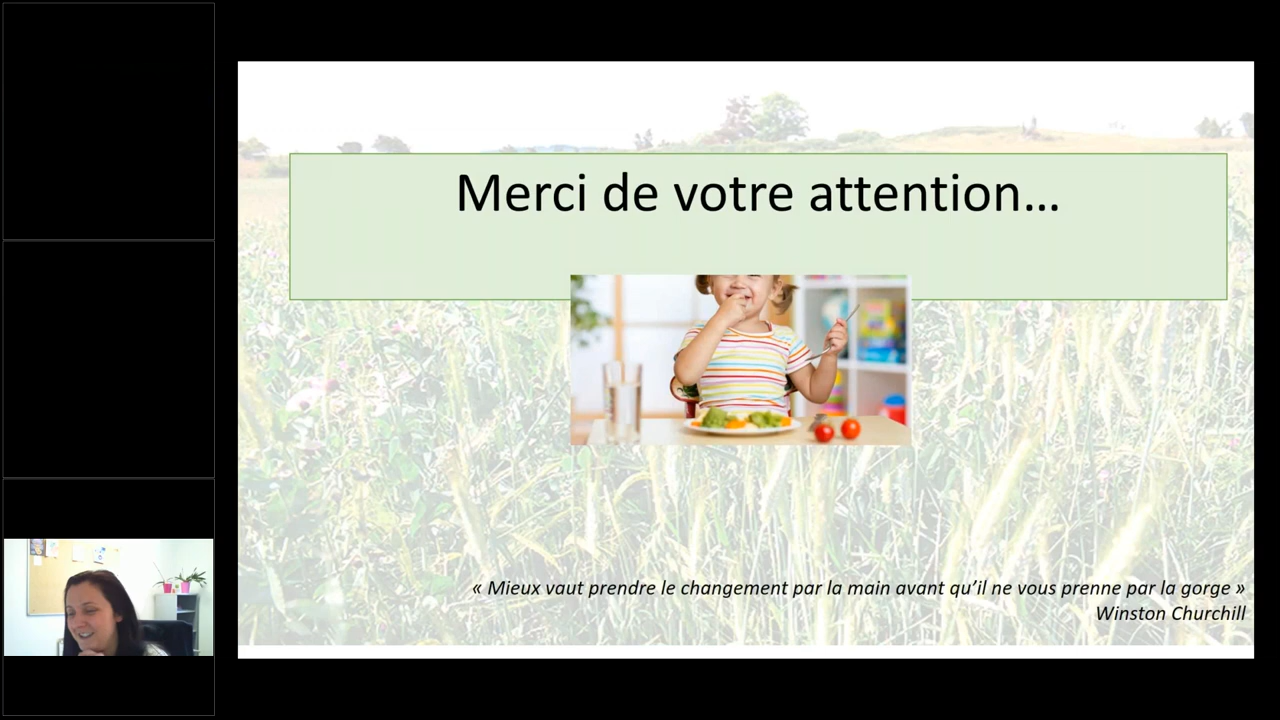 Merci de votre attention…
« Mieux vaut prendre le changement par la main avant qu’il ne vous prenne par la gorge »
Winston Churchill